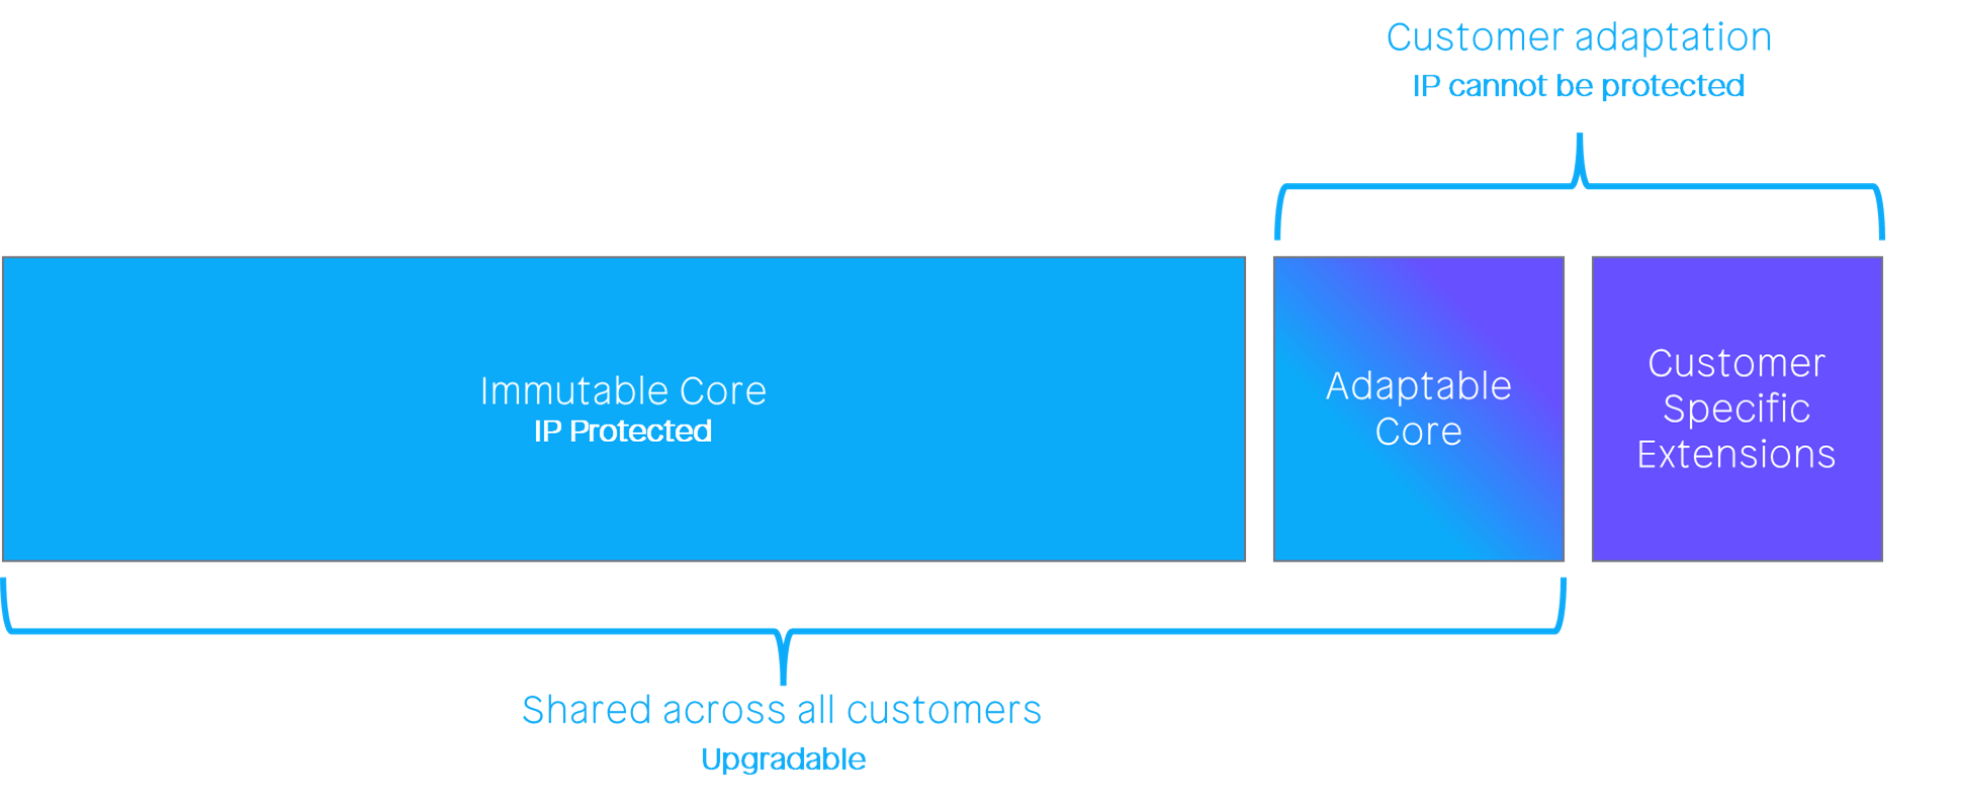 Customer adaptation
IP cannot be protected
Immutable Core
IP Protected
Adaptable
Core
Customer
Specific
Extensions
Shared across all customers
Upgradable